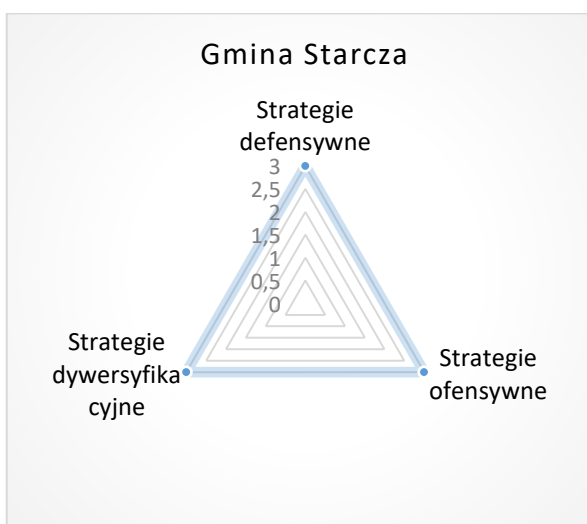 Gmina Starcza
Strategie
defensywne
3
2,5
2
1,5
1
0,5
0
Strategie
ofensywne
Strategie
dywersyfika
cyjne